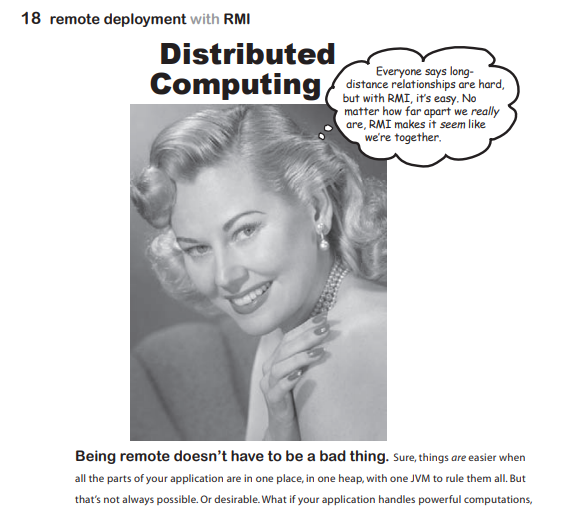 18 remote deployment with RMI
Distributed
Computing
Everyone says long-
distance relationships are hard,
but with RMI, it's easy. No
matter how far apart we really
are, RMI makes it seem like
we're together.
Being remote doesn't have to be a bad thing. Sure, things are easier when
all the parts of your application are in one place, in one heap, with one JVM to rule them all. But
that's not always possible. Or desirable. What if your application handles powerful computations,